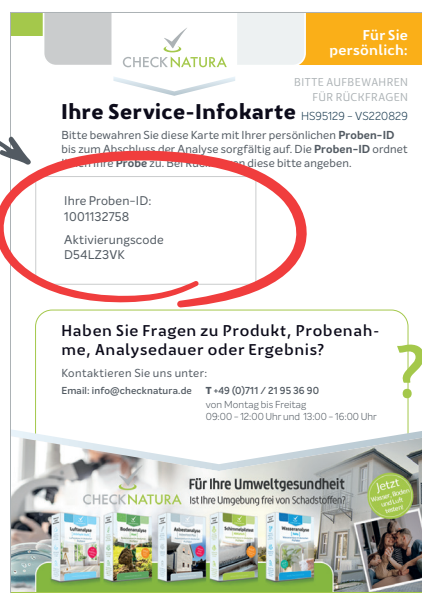 Für Sie
persönlich:
CHECKNATURA
BITTE AUFBEWAHREN
FÜR RÜCKFRAGEN
Ihre Service-Infokarte HS95129 - VS220829
Bitte bewahren Sie diese Karte mit Ihrer persönlichen Proben-ID
bis zum Abschluss der Analyse sorgfältig auf. Die Proben-ID ordnet
Ihre Probe zu. Bei diese bitte angeben.
Ihre Proben-ID:
1001132758
Aktivierungscode
D54LZ3VK
Haben Sie Fragen zu Produkt, Probenah-
me, Analysedauer oder Ergebnis?
Kontaktieren Sie uns unter:
Email: info@checknatura.de T +49 (0)711 / 21 95 36 90
von Montag bis Freitag
09:00 - 12:00 Uhr und 13:00 - 16:00 Uhr
?
Für Ihre Umweltgesundheit
CHECKNATURA Ist Ihre Umgebung frei von Schadstoffen?
Jetzt
Wasser, Boden
und Luft
testen!
Luftanalyse
Bodenanalyse
Asbestanalyse
Schimmelpilzanalyse
Wasseranalyse